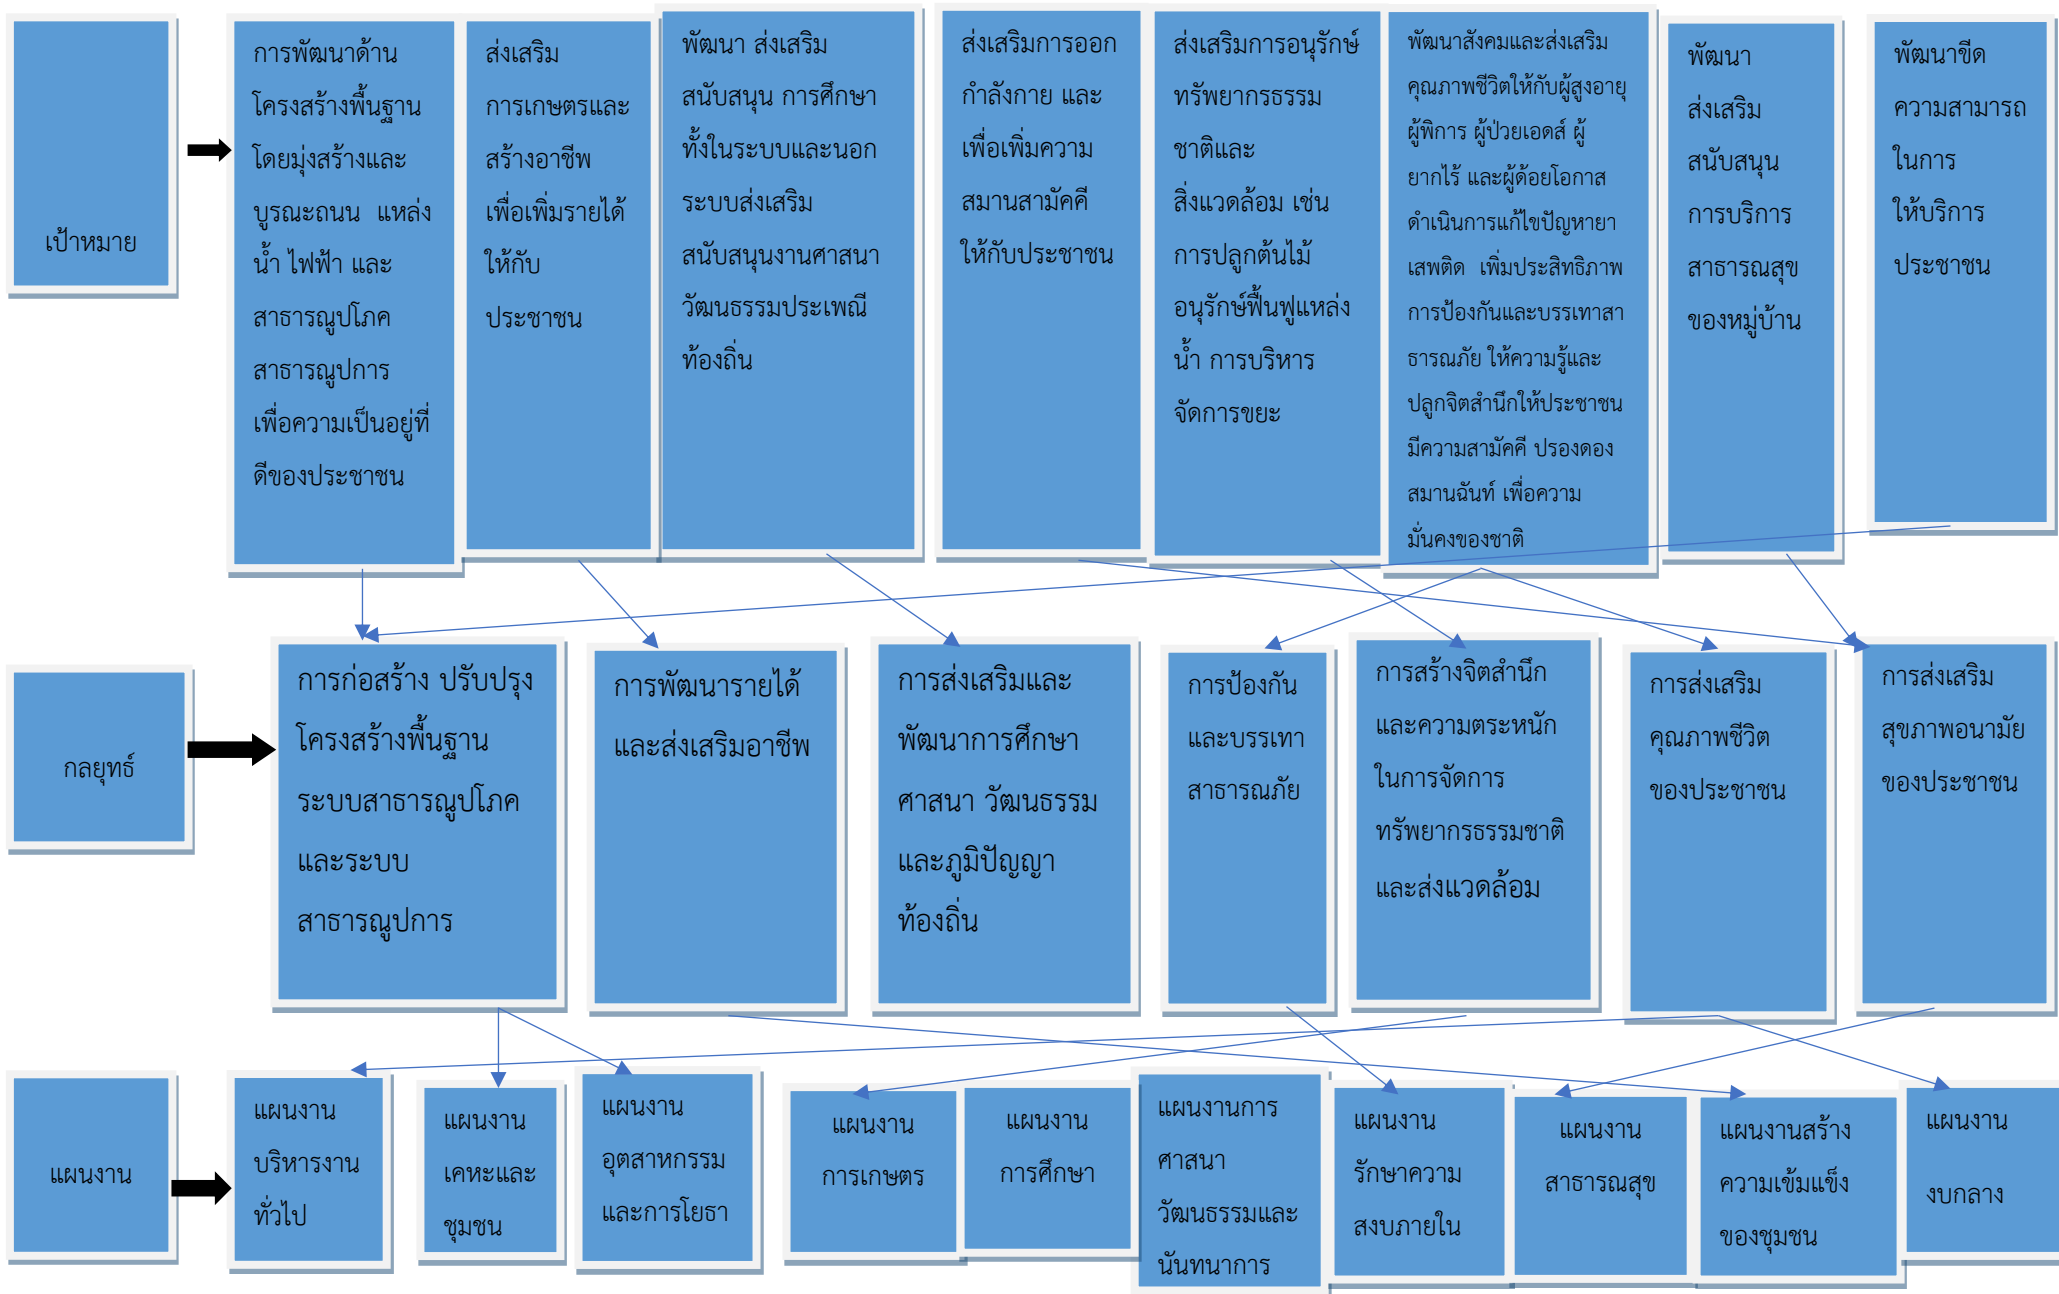 เป้าหมาย
การพัฒนาด้าน
โครงสร้างพื้นฐาน
โดยมุ่งสร้างและ
บูรณะถนน แหล่ง
น้ำ ไฟฟ้า และ
สาธารณูปโภค
สาธารณูปการ
เพื่อความเป็นอยู่ที่
ดีของประชาชน
ส่งเสริม
การเกษตรและ
สร้างอาชีพ
เพื่อเพิ่มรายได้
ให้กับ
ประชาชน
พัฒนา ส่งเสริม
สนับสนุน การศึกษา
ทั้งในระบบและนอก
ระบบส่งเสริม
สนับสนุนงานศาสนา
วัฒนธรรมประเพณี
ท้องถิ่น
ส่งเสริมการออก
กำลังกาย และ
เพื่อเพิ่มความ
สมานสามัคคี
ให้กับประชาชน
ส่งเสริมการอนุรักษ์
ทรัพยากรธรรม
ชาติและ
สิ่งแวดล้อม เช่น
การปลูกต้นไม้
อนุรักษ์ฟื้นฟูแหล่ง
น้ำ การบริหาร
จัดการขยะ
พัฒนาสังคมและส่งเสริม
คุณภาพชีวิตให้กับผู้สูงอายุ
ผู้พิการ ผู้ป่วยเอดส์ ผู้
ยากไร้ และผู้ด้อยโอกาส
ดำเนินการแก้ไขปัญหายา
เสพติด เพิ่มประสิทธิภาพ
การป้องกันและบรรเทาสา
ธารณภัย ให้ความรู้และ
ปลูกจิตสำนึกให้ประชาชน
มีความสามัคคี ปรองดอง
สมานฉันท์ เพื่อความ
มั่นคงของชาติ
พัฒนา
ส่งเสริม
สนับสนุน
การบริการ
สาธารณสุข
ของหมู่บ้าน
พัฒนาขีด
ความสามารถ
ในการ
ให้บริการ
ประชาชน
กลยุทธ์
การก่อสร้าง ปรับปรุง
โครงสร้างพื้นฐาน
ระบบสาธารณูปโภค
และระบบ
สาธารณูปการ
การพัฒนารายได้
และส่งเสริมอาชีพ
การส่งเสริมและ
พัฒนาการศึกษา
ศาสนา วัฒนธรรม
และภูมิปัญญา
ท้องถิ่น
การป้องกัน
และบรรเทา
สาธารณภัย
การสร้างจิตสำนึก
และความตระหนัก
ในการจัดการ
ทรัพยากรธรรมชาติ
และส่งแวดล้อม
การส่งเสริม
คุณภาพชีวิต
ของประชาชน
การส่งเสริม
สุขภาพอนามัย
ของประชาชน
แผนงาน
แผนงาน
บริหารงาน
ทั่วไป
แผนงาน
เคหะและ
ชุมชน
แผนงาน
อุตสาหกรรม
และการโยธา
แผนงาน
การเกษตร
แผนงาน
การศึกษา
แผนงานการ
ศาสนา
วัฒนธรรมและ
นันทนาการ
แผนงาน
รักษาความ
สงบภายใน
แผนงาน
สาธารณสุข
แผนงานสร้าง
ความเข้มแข็ง
ของชุมชน
แผนงาน
งบกลาง